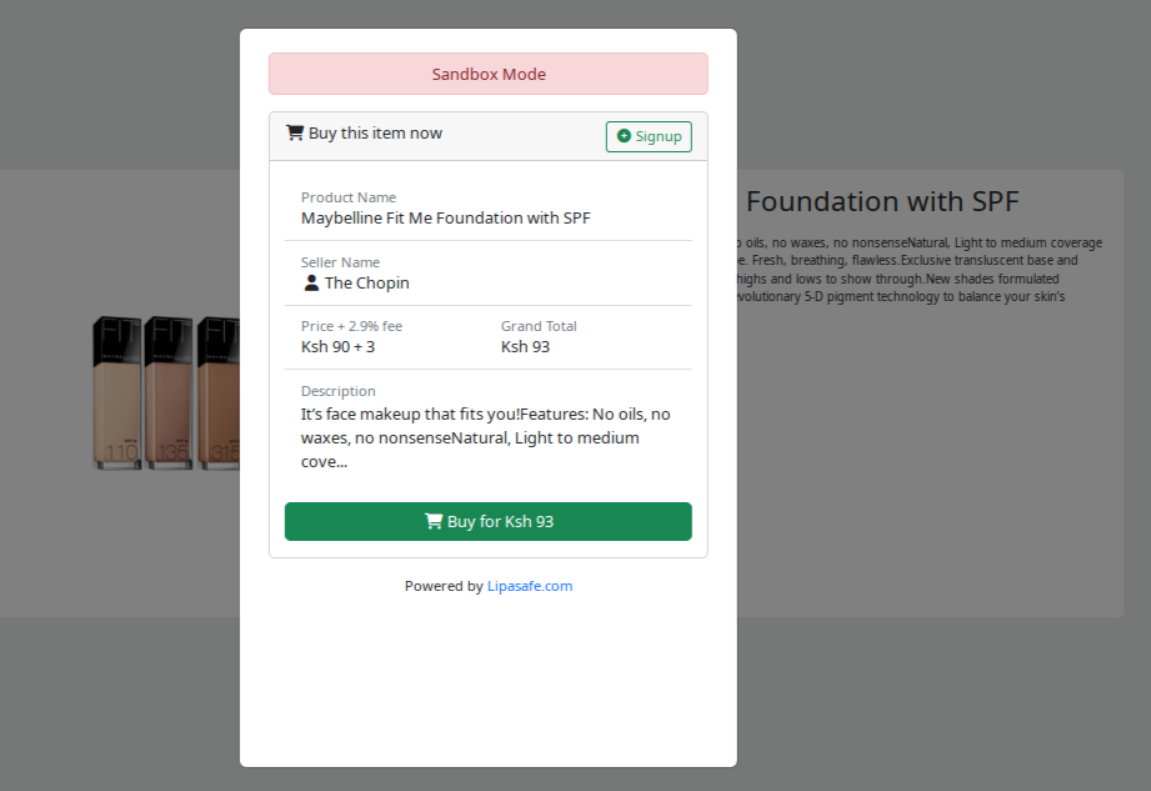 Sandbox Mode
Buy this item now
Signup
Product Name
Maybelline Fit Me Foundation with SPF
Seller Name
The Chopin
Price + 2.9% fee
Grand Total
Ksh 90 + 3
Ksh 93
Description
It's face makeup that fits you!Features: No oils, no
waxes, no nonsenseNatural, Light to medium
cove...
Buy for Ksh 93
Powered by Lipasafe.com
Foundation with SPF
oils, no waxes, no nonsenseNatural, Light to medium coverage
e. Fresh, breathing, flawless.Exclusive transluscent base and
highs and lows to show through.New shades formulated
evolutionary 5-D pigment technology to balance your skin's
FIT
FIT
FIT
110
135
315